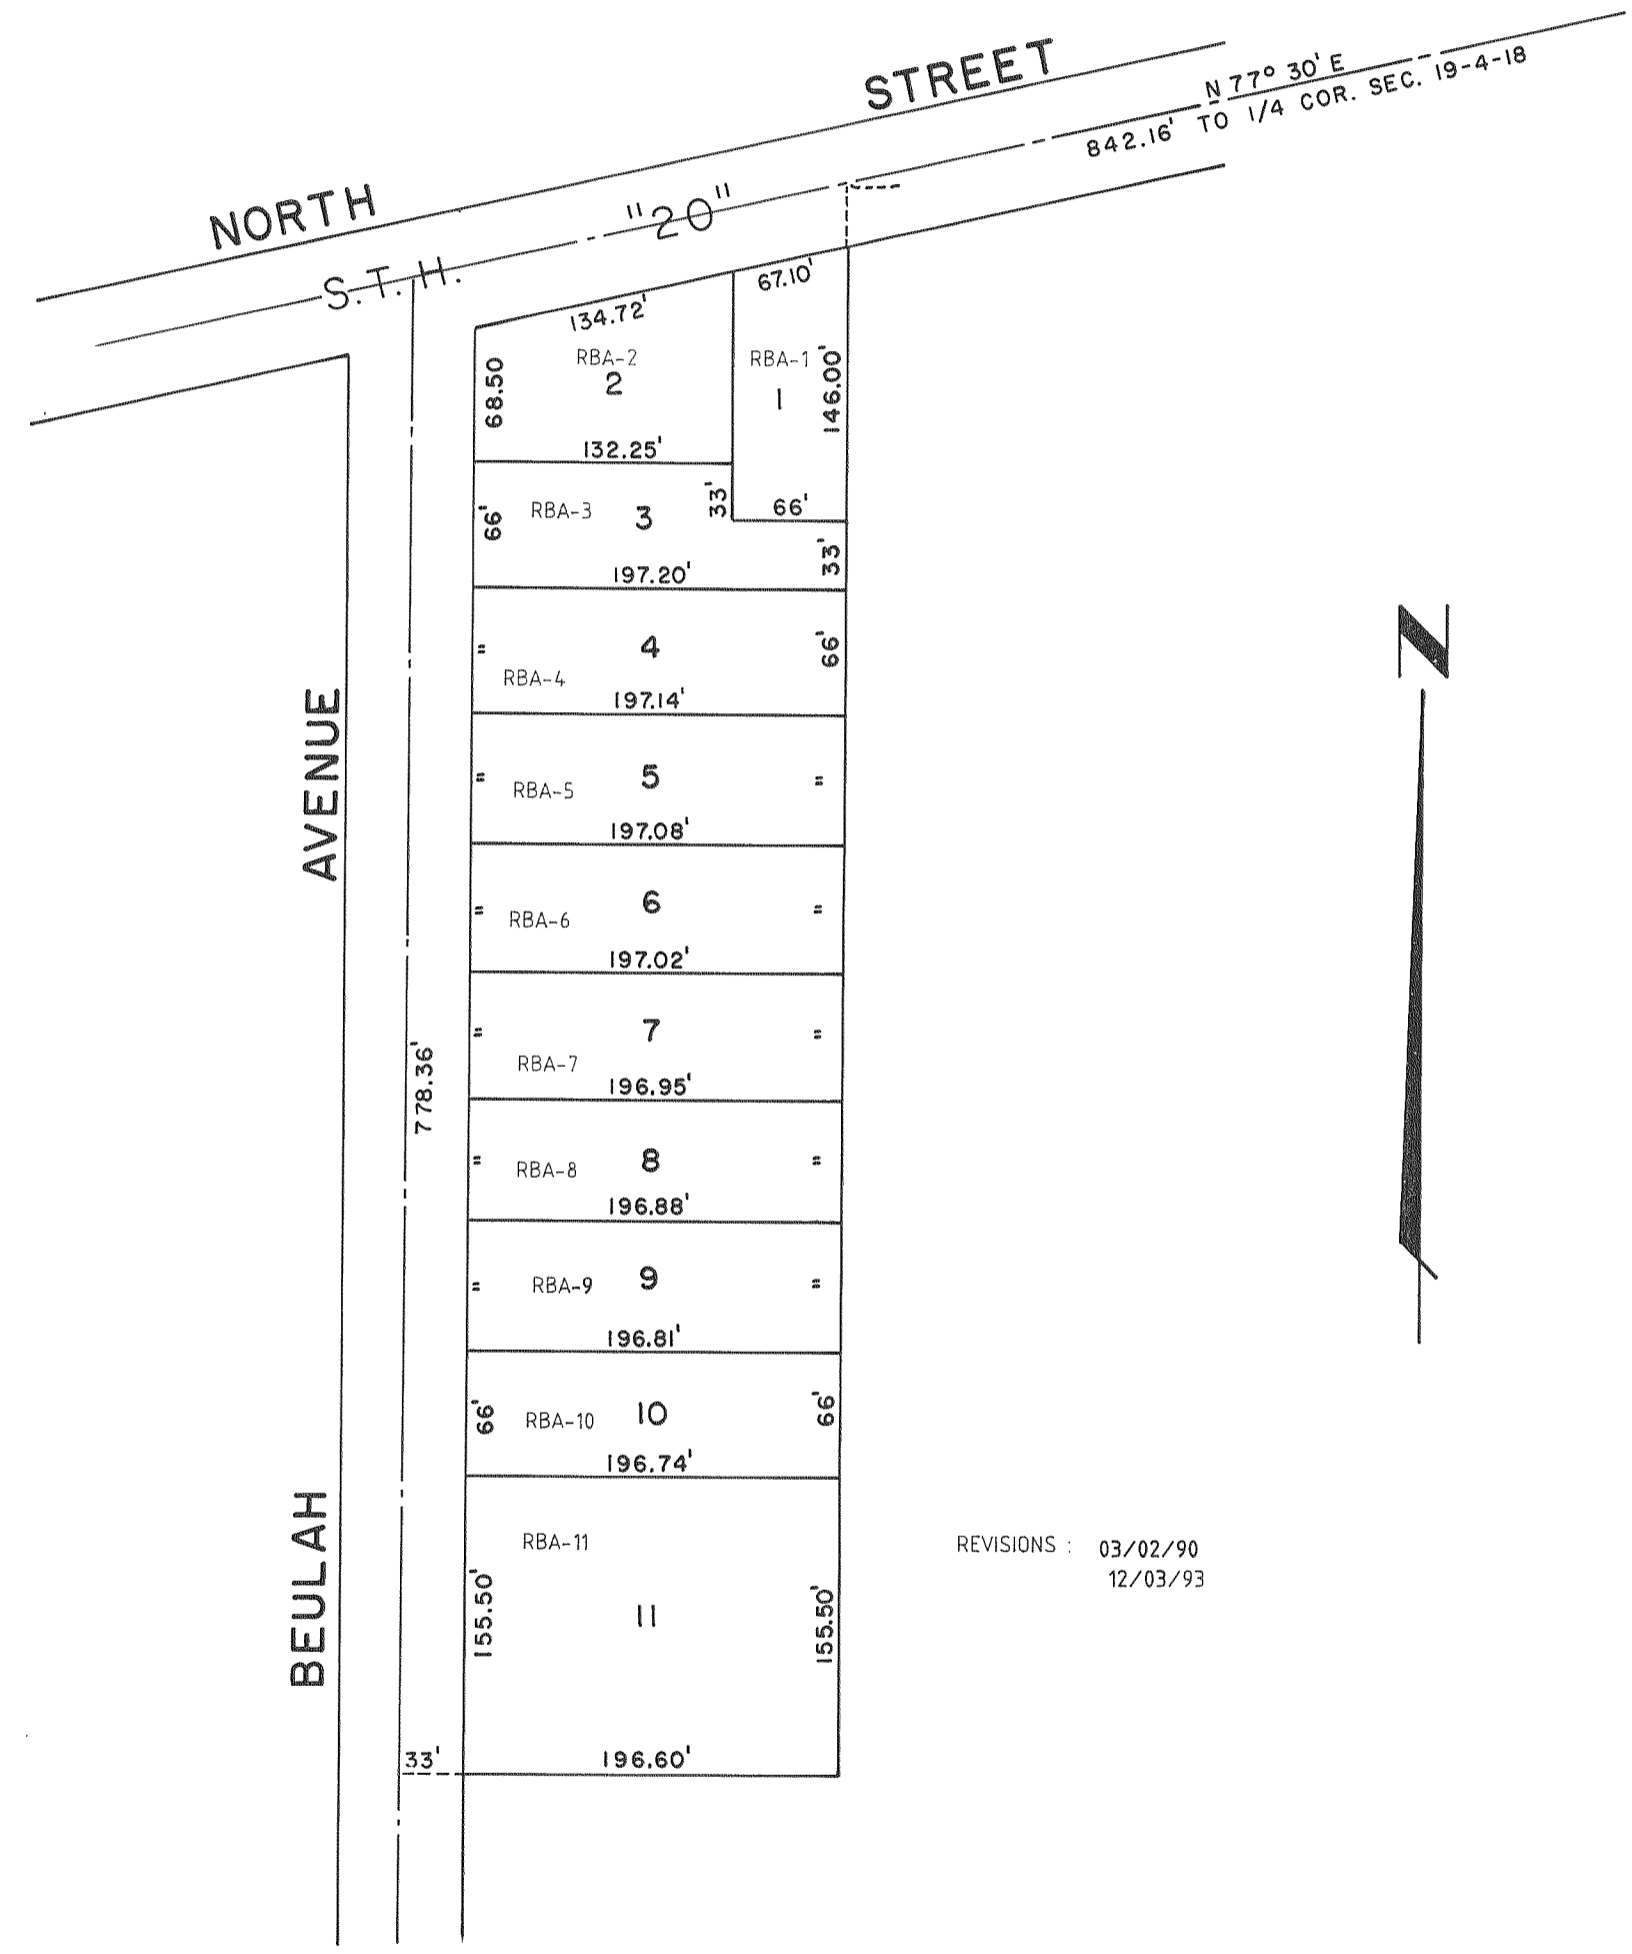 NORTH STREET
N 77° 30' E
842.16' TO 1/4 COR. SEC. 19-4-18
S.T.H. "20"
67.10'
134.72'
RBA-2
2
68.50
132.25'
RBA-1
1
146.00'
66'
RBA-3
3
33'
66'
33'
197.20'
4
66'
"
RBA-4
197.14'
5
"
RBA-5
"
197.08'
6
"
RBA-6
"
197.02'
7
"
RBA-7
"
196.95'
8
"
RBA-8
"
196.88'
9
"
RBA-9
"
196.81'
66'
RBA-10
10
66'
196.74'
RBA-11
155.50'
11
155.50'
33'
196.60'
778.36'
BEULAH AVENUE
N
REVISIONS : 03/02/90
12/03/93